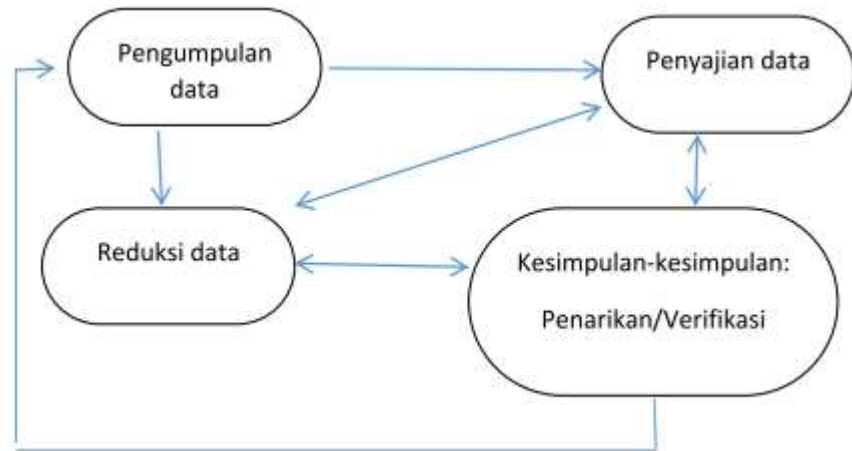 Pengumpulan
data
Penyajian data
Reduksi data
Kesimpulan-kesimpulan:
Penarikan/Verifikasi